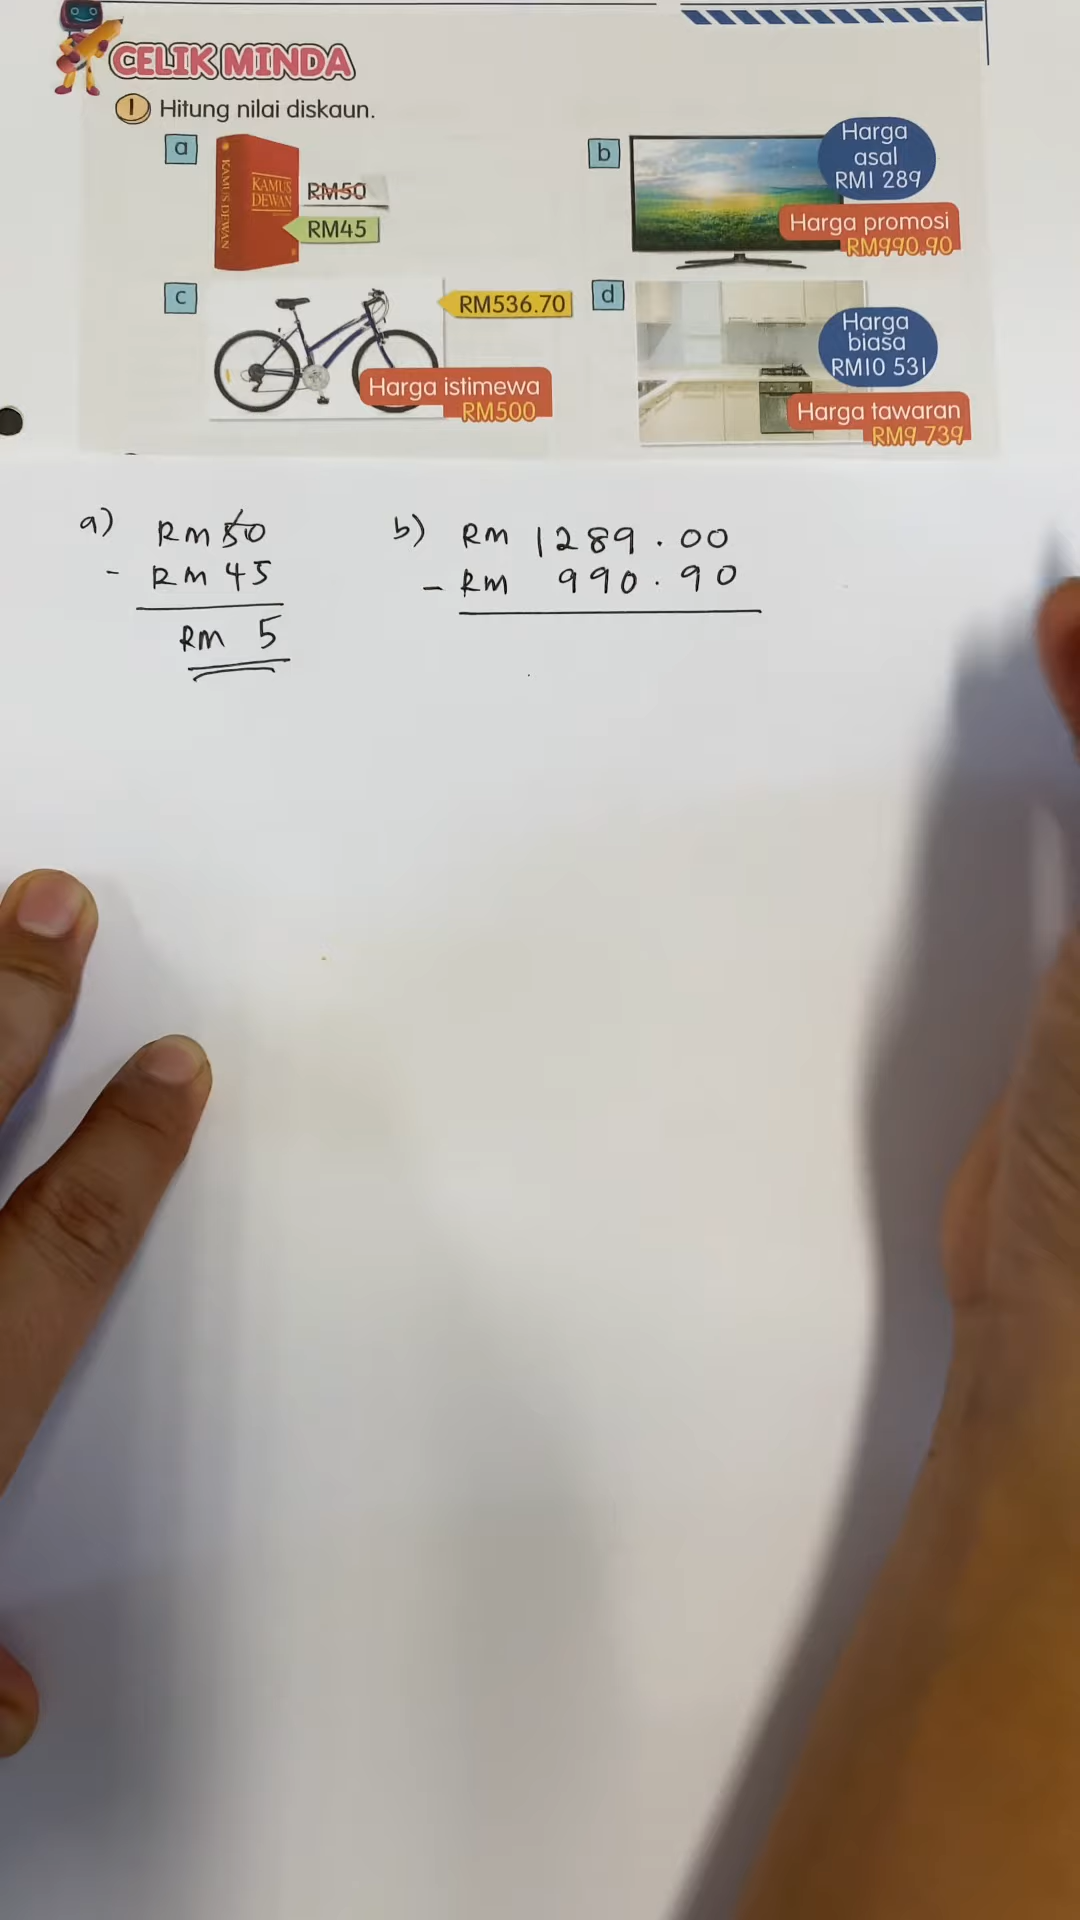 CELIK MINDA
1 Hitung nilai diskaun.
a
KAMUS DEWAN
KAMUS
DEWAN
RM50
RM45
b
Harga
asal
RM1 289
Harga promosi
RM990.90
c
RM536.70
Harga istimewa
RM500
d
Harga
biasa
RM10 531
Harga tawaran
RM9 739
a) RM 50
- RM 45
RM 5
b) RM 1289.00
- RM 990.90